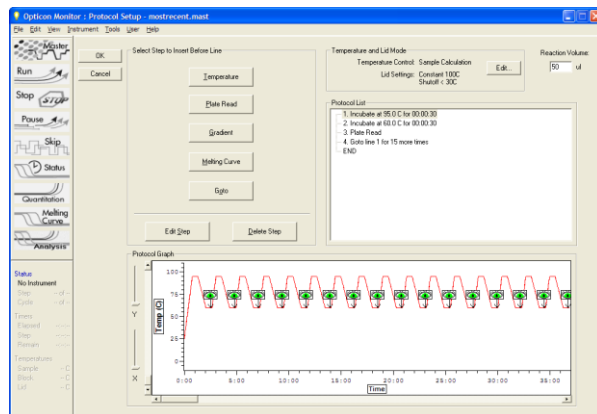 Opticon Monitor : Protocol Setup - mostrecent.mast
File Edit View Instrument Tools User Help
Master
Run
Stop
STOP
Pause
Skip
Status
Quantitation
Melting
Curve
Analysis
Status
No Instrument
Step - of -
Cycle - of -
Timers
Elapsed
Step
Remain
Temperatures
Sample -- C
Block -- C
Lid -- C
OK
Cancel
Select Step to Insert Before Line
Temperature
Plate Read
Gradient
Melting Curve
Goto
Edit Step
Delete Step
Temperature and Lid Mode
Temperature Control: Sample Calculation
Lid Settings: Constant 100C
Shutoff < 30C
Edit...
Reaction Volume:
50 ul
Protocol List
1. Incubate at 95.0 C for 00:00:30
2. Incubate at 60.0 C for 00:00:30
3. Plate Read
4. Goto line 1 for 15 more times
END
Protocol Graph
Y
X
Temp (C)
100
75
50
25
0
0:00 5:00 10:00 15:00 20:00 25:00 30:00 35:00
Time